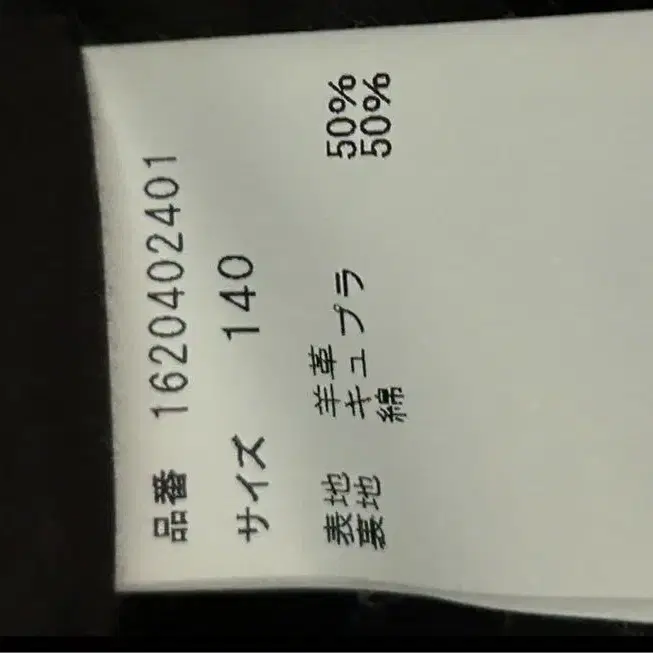 品番 1620402401
サイズ 140
表地 羊革
裏地 キュプラ 50%
綿 50%